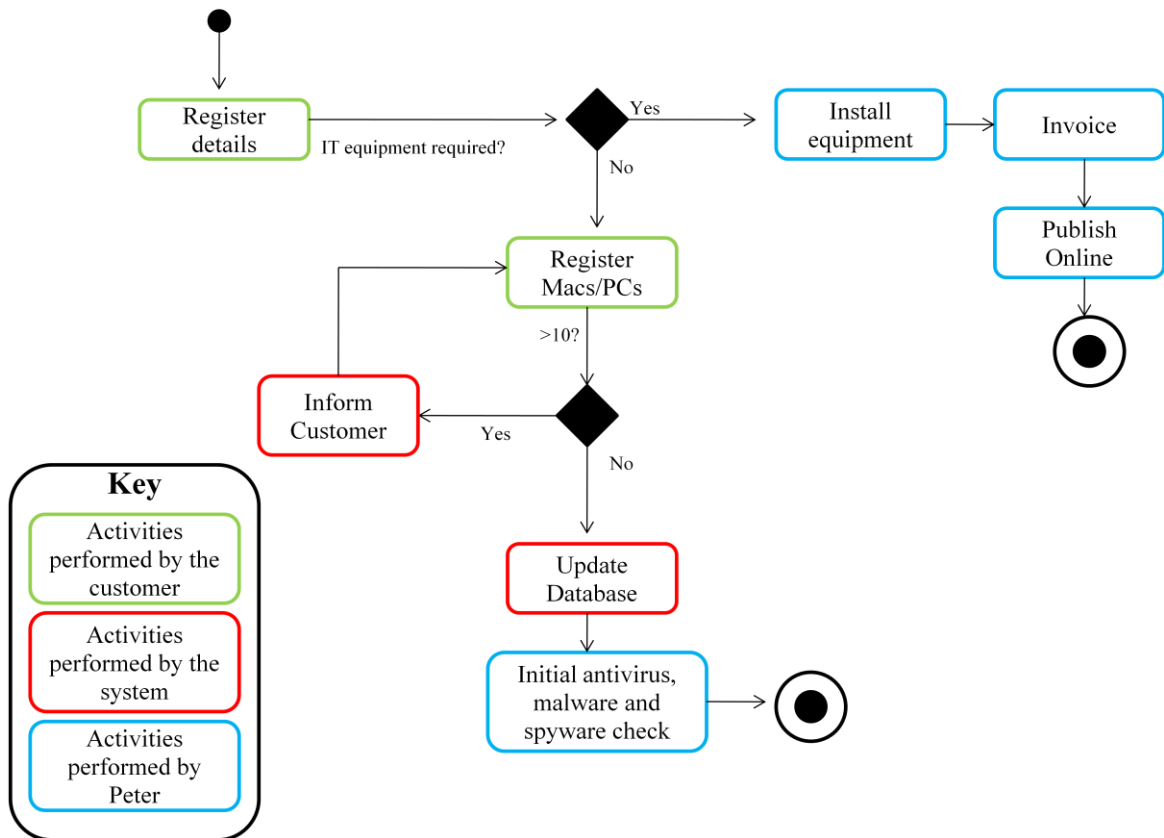 Register
details
IT equipment required?
Yes
Install
equipment
Invoice
No
Publish
Online
Register
Macs/PCs
>10?
Inform
Customer
Yes
No
Update
Database
Initial antivirus,
malware and
spyware check
Key
Activities
performed by the
customer
Activities
performed by the
system
Activities
performed by
Peter